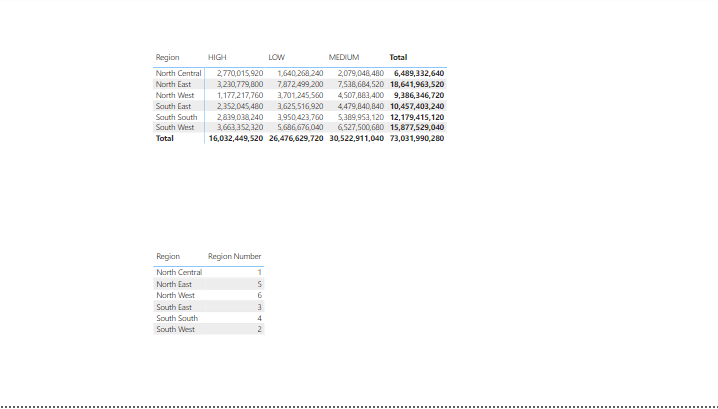 Region HIGH LOW MEDIUM Total
North Central 2,770,015,920 1,640,268,240 2,079,048,480 6,489,332,640
North East 3,230,779,800 7,872,499,200 7,538,684,520 18,641,963,520
North West 1,177,217,760 3,701,245,560 4,507,883,400 9,386,346,720
South East 2,352,045,480 3,625,516,920 4,479,840,840 10,457,403,240
South South 2,839,038,240 3,950,423,760 5,389,953,120 12,179,415,120
South West 3,663,352,320 5,686,676,040 6,527,500,680 15,877,529,040
Total 16,032,449,520 26,476,629,720 30,522,911,040 73,031,990,280
Region Region Number
North Central 1
North East 5
North West 6
South East 3
South South 4
South West 2